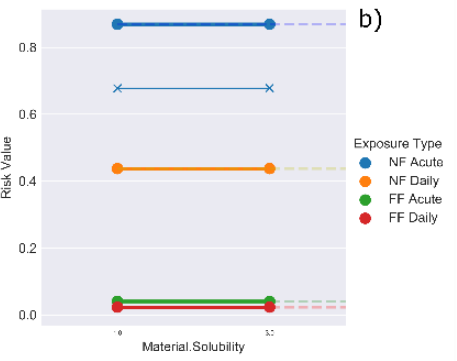 b)
0.8
0.6
0.4
0.2
0.0
Risk Value
Material.Solubility
Exposure Type
NF Acute
NF Daily
FF Acute
FF Daily